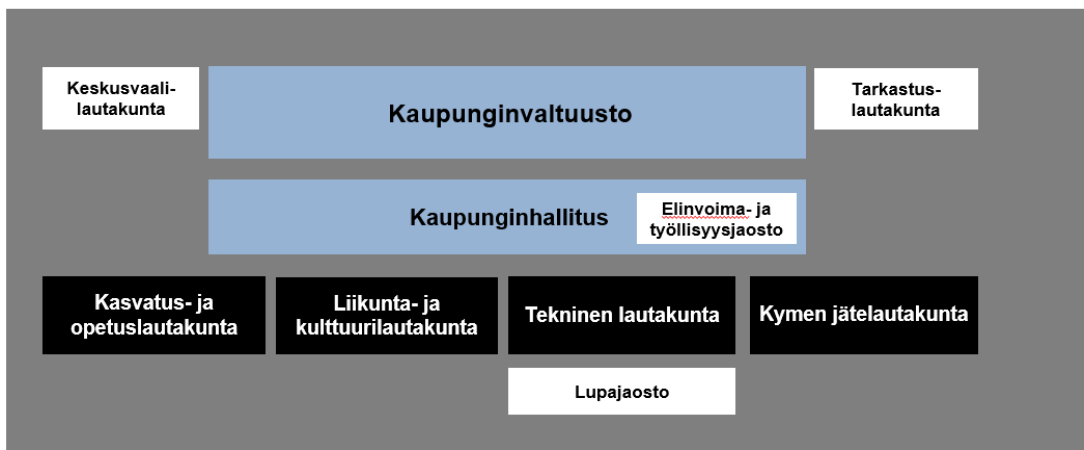 Keskusvaali-
lautakunta
Kaupunginvaltuusto
Tarkastus-
lautakunta
Kaupunginhallitus
Elinvoima- ja
työllisyysjaosto
Kasvatus- ja
opetuslautakunta
Liikunta- ja
kulttuurilautakunta
Tekninen lautakunta
Kymen jätelautakunta
Lupajaosto